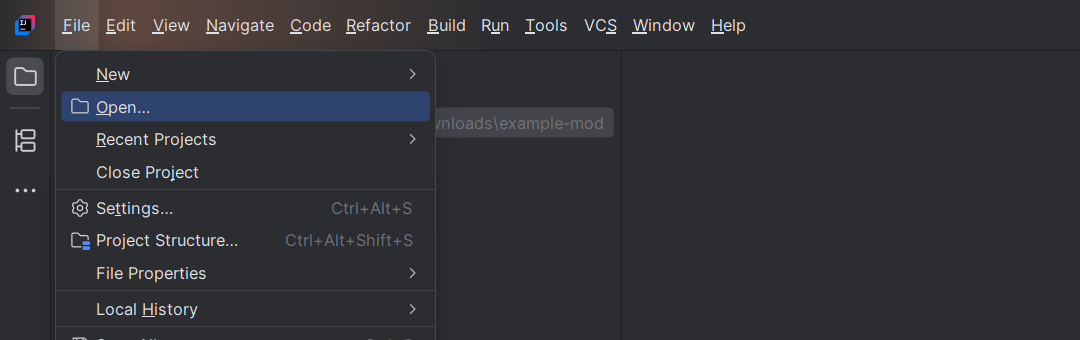 File Edit View Navigate Code Refactor Build Run Tools VCS Window Help
New
Open...
wnloads\example-mod
Recent Projects
Close Project
Settings... Ctrl+Alt+S
Project Structure... Ctrl+Alt+Shift+S
File Properties
Local History